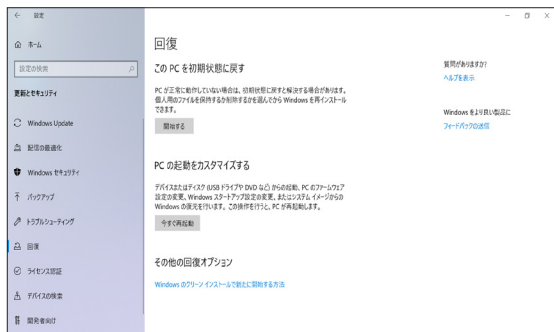 設定
ホーム
設定の検索
更新とセキュリティ
Windows Update
配信の最適化
Windows セキュリティ
バックアップ
トラブルシューティング
回復
ライセンス認証
デバイスの検索
開発者向け
回復
この PC を初期状態に戻す
PC が正常に動作していない場合は、初期状態に戻すと解決する場合があります。
個人用のファイルを保持するか削除するかを選んでから Windows を再インストール
できます。
開始する
PC の起動をカスタマイズする
デバイスまたはディスク (USB ドライブや DVD など) からの起動、PC のファームウェア
設定の変更、Windows スタートアップ設定の変更、またはシステム イメージからの
Windows の復元を行います。この操作を行うと、PC が再起動します。
今すぐ再起動
その他の回復オプション
Windows のクリーン インストールで新たに開始する方法
質問がありますか?
ヘルプを表示
Windows をより良い製品に
フィードバックの送信